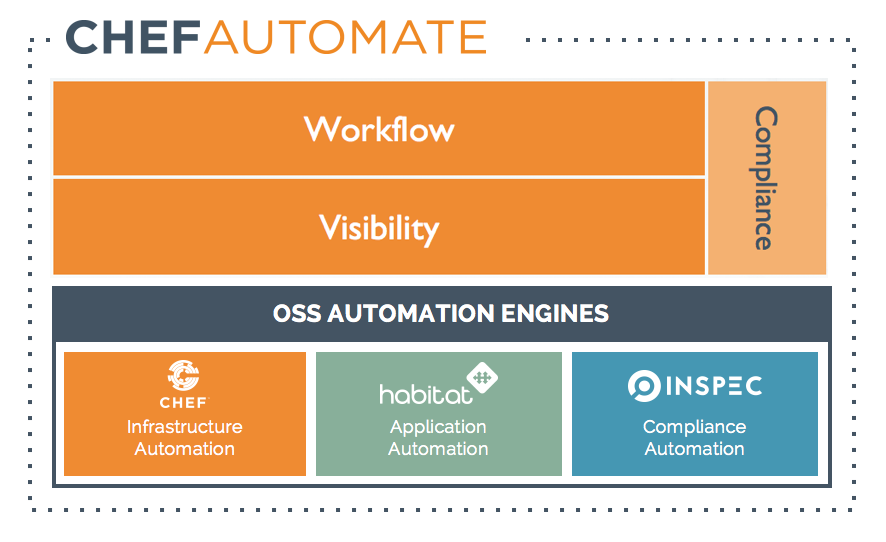 CHEFAUTOMATE
Workflow
Compliance
Visibility
OSS AUTOMATION ENGINES
CHEF
Infrastructure
Automation
habitat
Application
Automation
INSPEC
Compliance
Automation